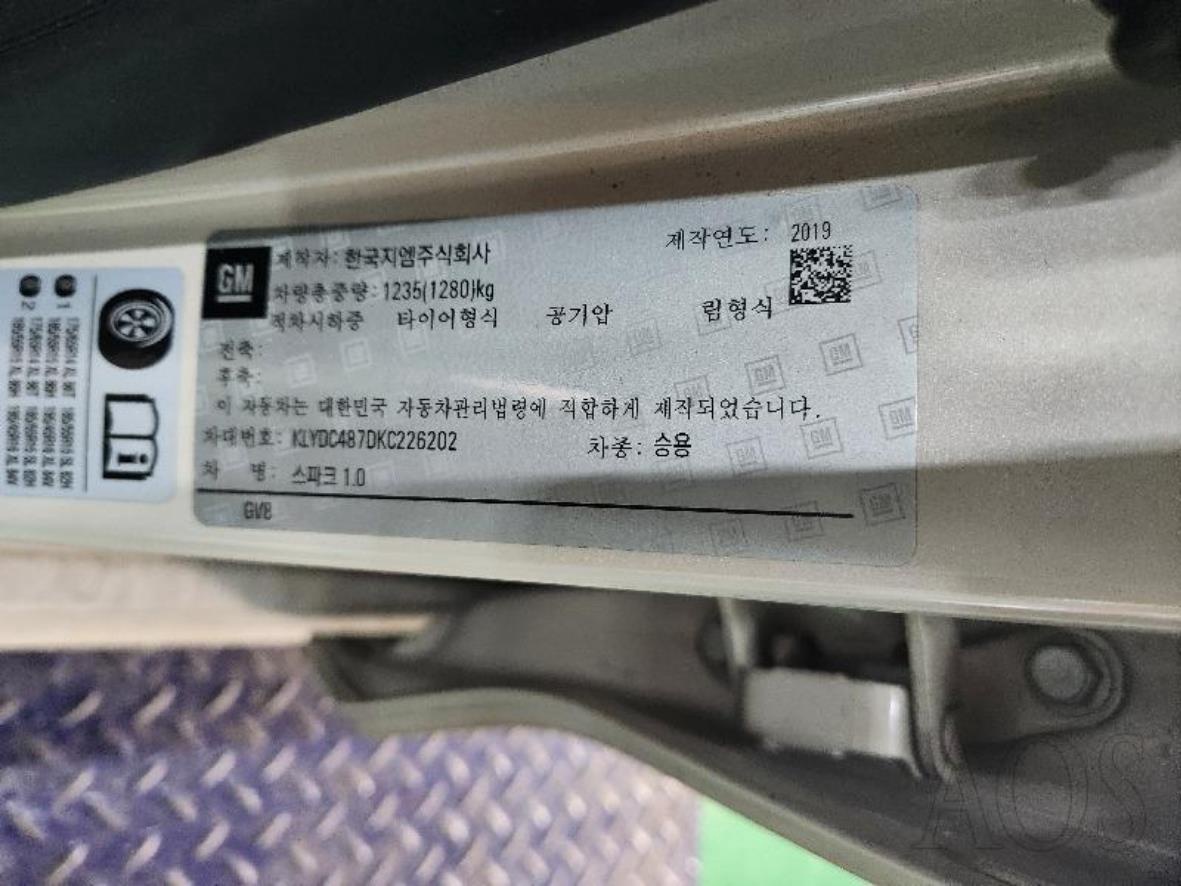 GM
제작자: 한국지엠주식회사
제작연도: 2019
차량총중량: 1235(1280)kg
적차시하중 타이어형식 공기압 림형식
전축:
후축:
이 자동차는 대한민국 자동차관리법령에 적합하게 제작되었습니다.
차대번호: KLYDC487DKC226202 차종: 승용
차 명: 스파크 1.0
GVB
1
2
AOS